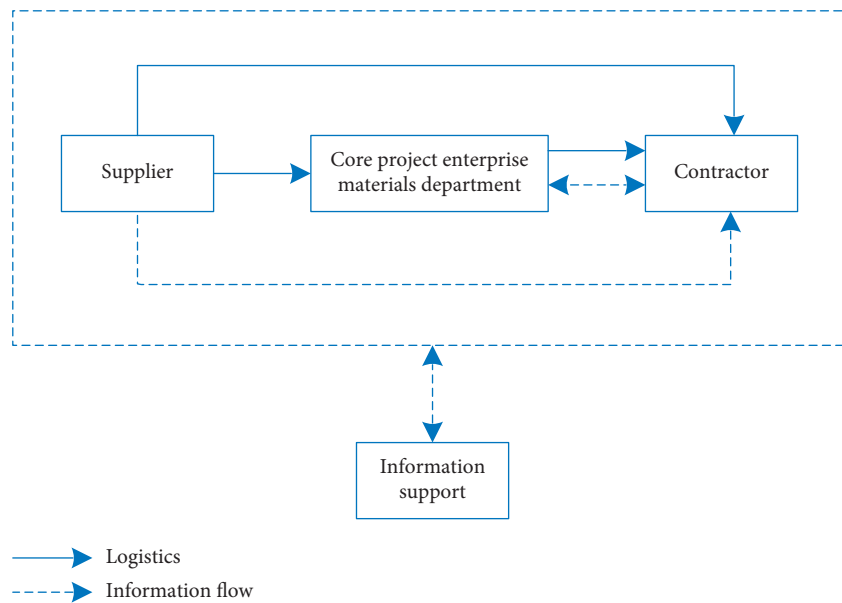 Supplier
Core project enterprise
materials department
Contractor
Information
support
Logistics
Information flow